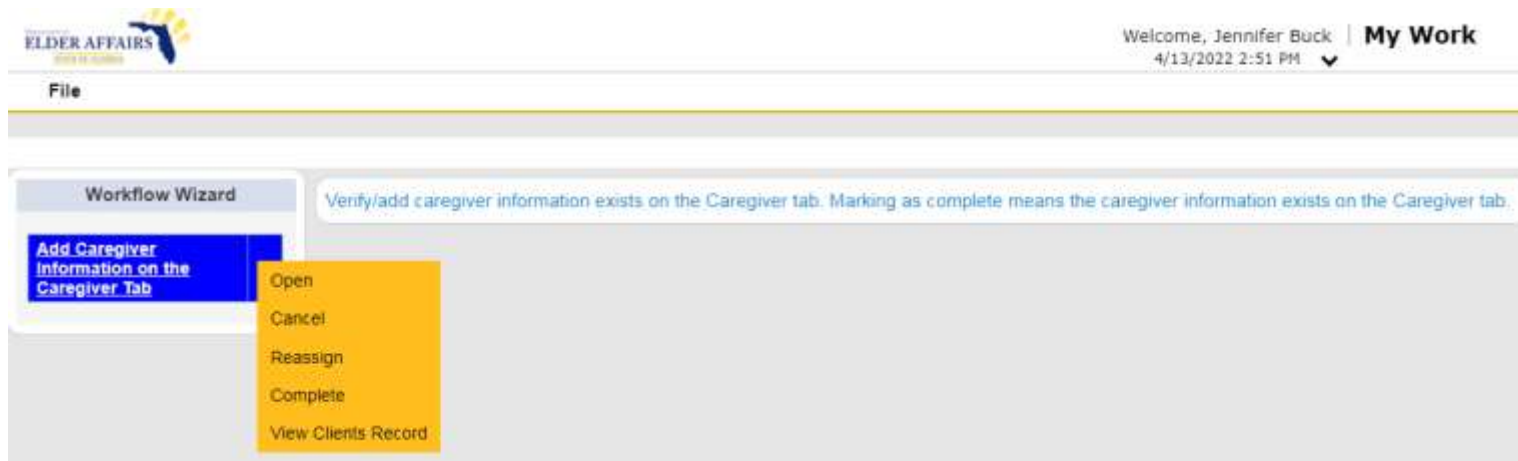 ELDER AFFAIRS
Welcome, Jennifer Buck | My Work
4/13/2022 2:51 PM
File
Workflow Wizard
Verify/add caregiver information exists on the Caregiver tab. Marking as complete means the caregiver information exists on the Caregiver tab.
Add Caregiver
Information on the
Caregiver Tab
Open
Cancel
Reassign
Complete
View Clients Record